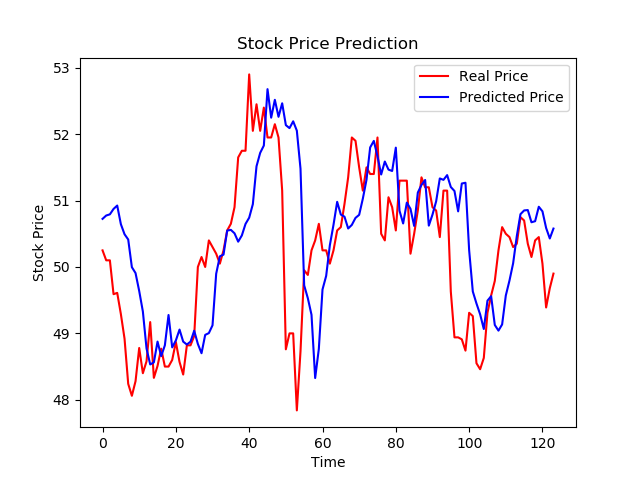 Stock Price Prediction
Real Price
Predicted Price
Stock Price
53
52
51
50
49
48
0 20 40 60 80 100 120
Time